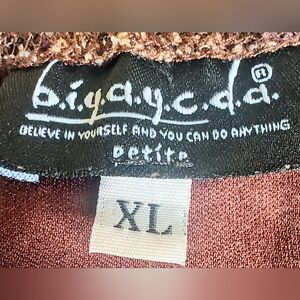 b.i.y.a.y.c.d.a.®
BELIEVE IN YOURSELF AND YOU CAN DO ANYTHING
petite
XL